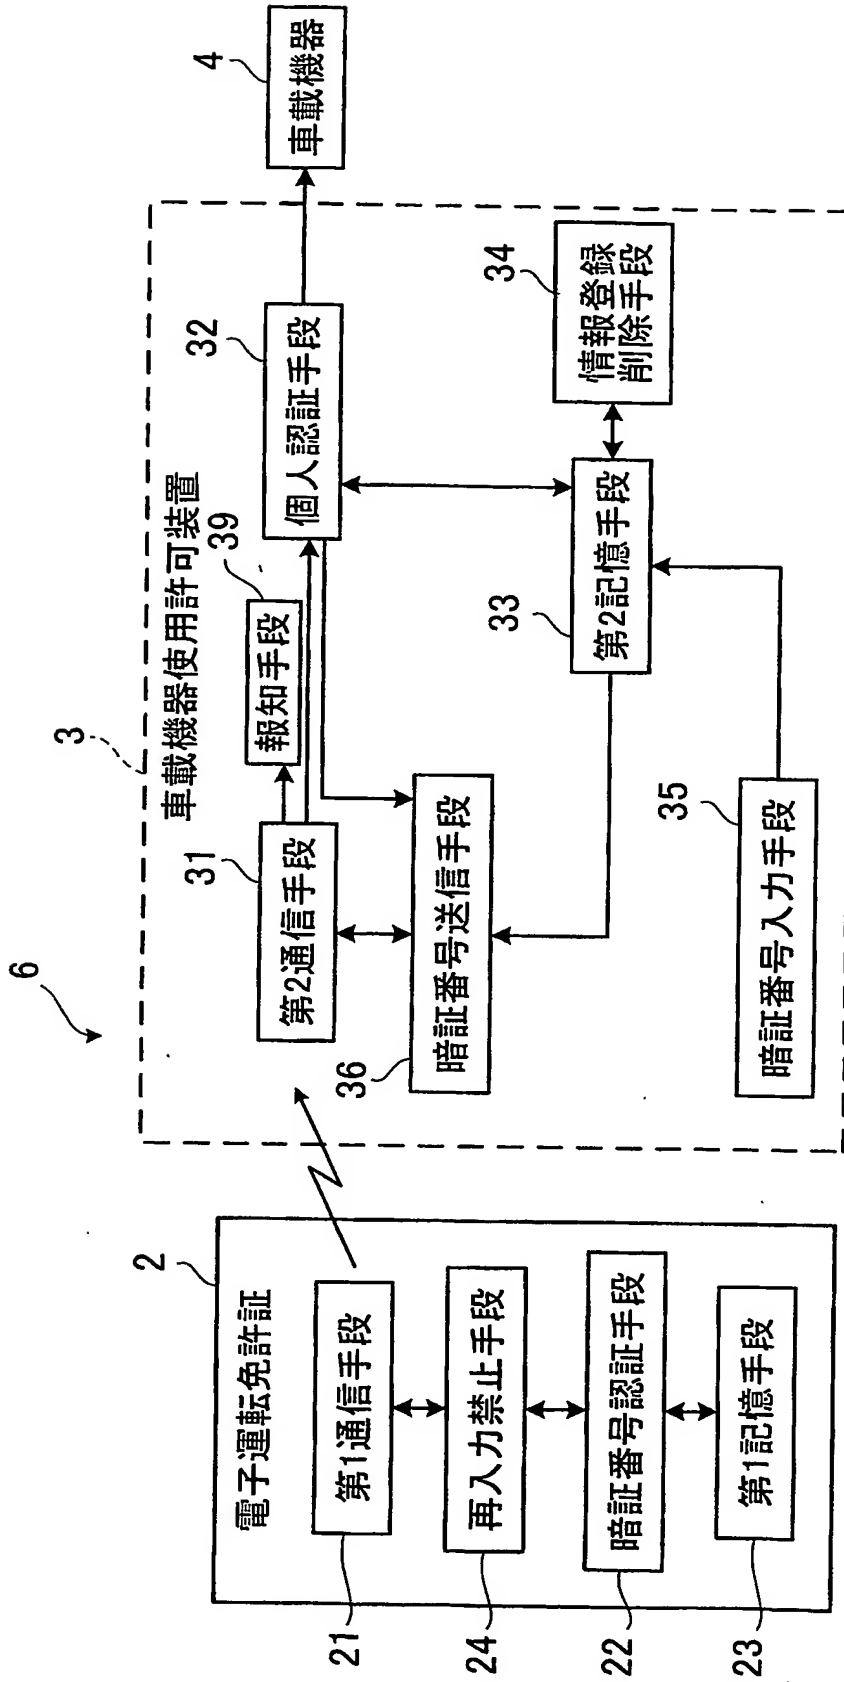 6
電子運転免許証
2
第1通信手段
21
再入力禁止手段
24
暗証番号認証手段
22
第1記憶手段
23
3
車載機器使用許可装置
第2通信手段
31
報知手段
39
個人認証手段
32
暗証番号送信手段
36
第2記憶手段
33
情報登録
削除手段
34
暗証番号入力手段
35
車載機器
4